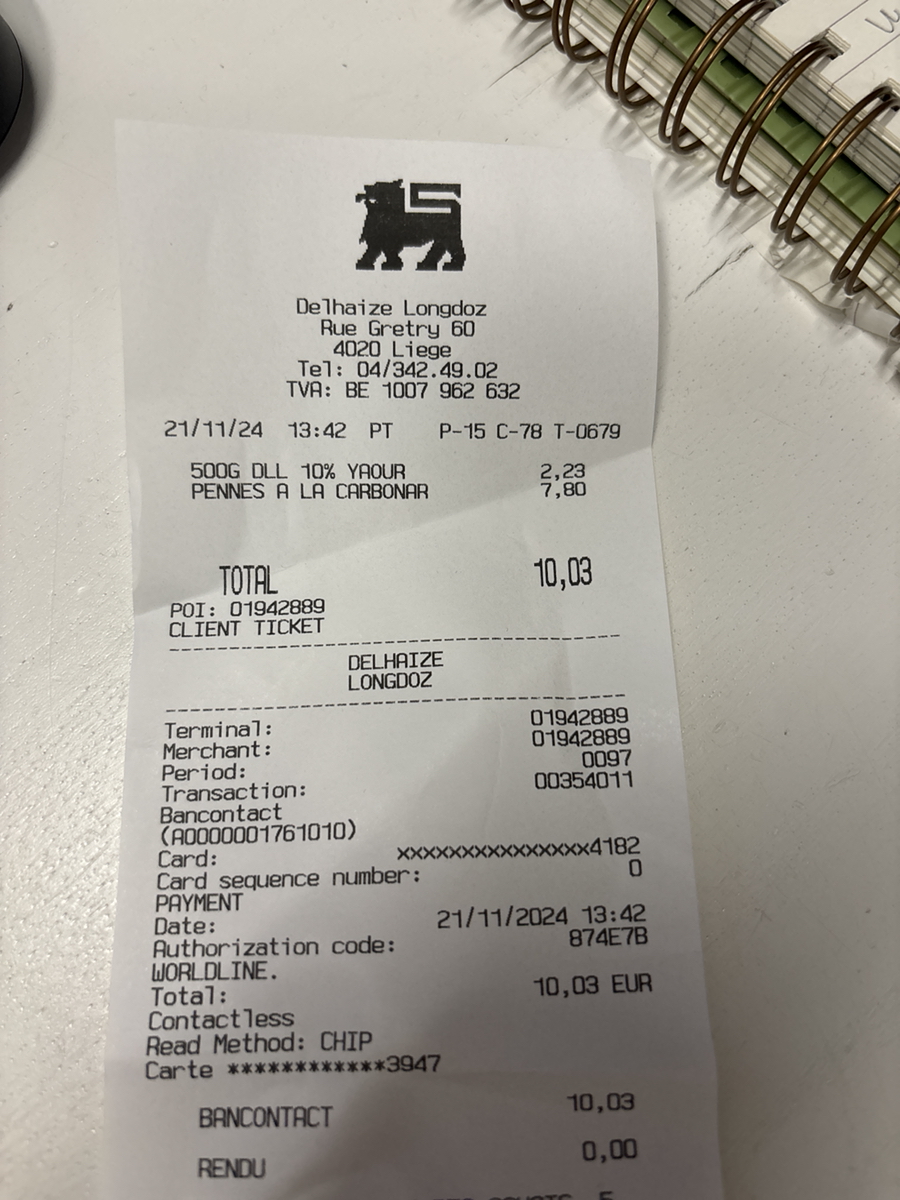 Delhaize Longdoz
Rue Gretry 60
4020 Liege
Tel: 04/342.49.02
TVA: BE 1007 962 632
21/11/24 13:42 PT P-15 C-78 T-0679
500G DLL 10% YAOUR 2,23
PENNES A LA CARBONAR 7,80
TOTAL 10,03
POI: 01942889
CLIENT TICKET
--------------------------------
DELHAIZE
LONGDOZ
--------------------------------
Terminal: 01942889
Merchant: 01942889
Period: 0097
Transaction: 00354011
Bancontact
(A0000001761010)
Card: xxxxxxxxxxxxxxx4182
Card sequence number: 0
PAYMENT
Date: 21/11/2024 13:42
Authorization code: 874E7B
WORLDLINE.
Total: 10,03 EUR
Contactless
Read Method: CHIP
Carte ************3947
BANCONTACT 10,03
RENDU 0,00